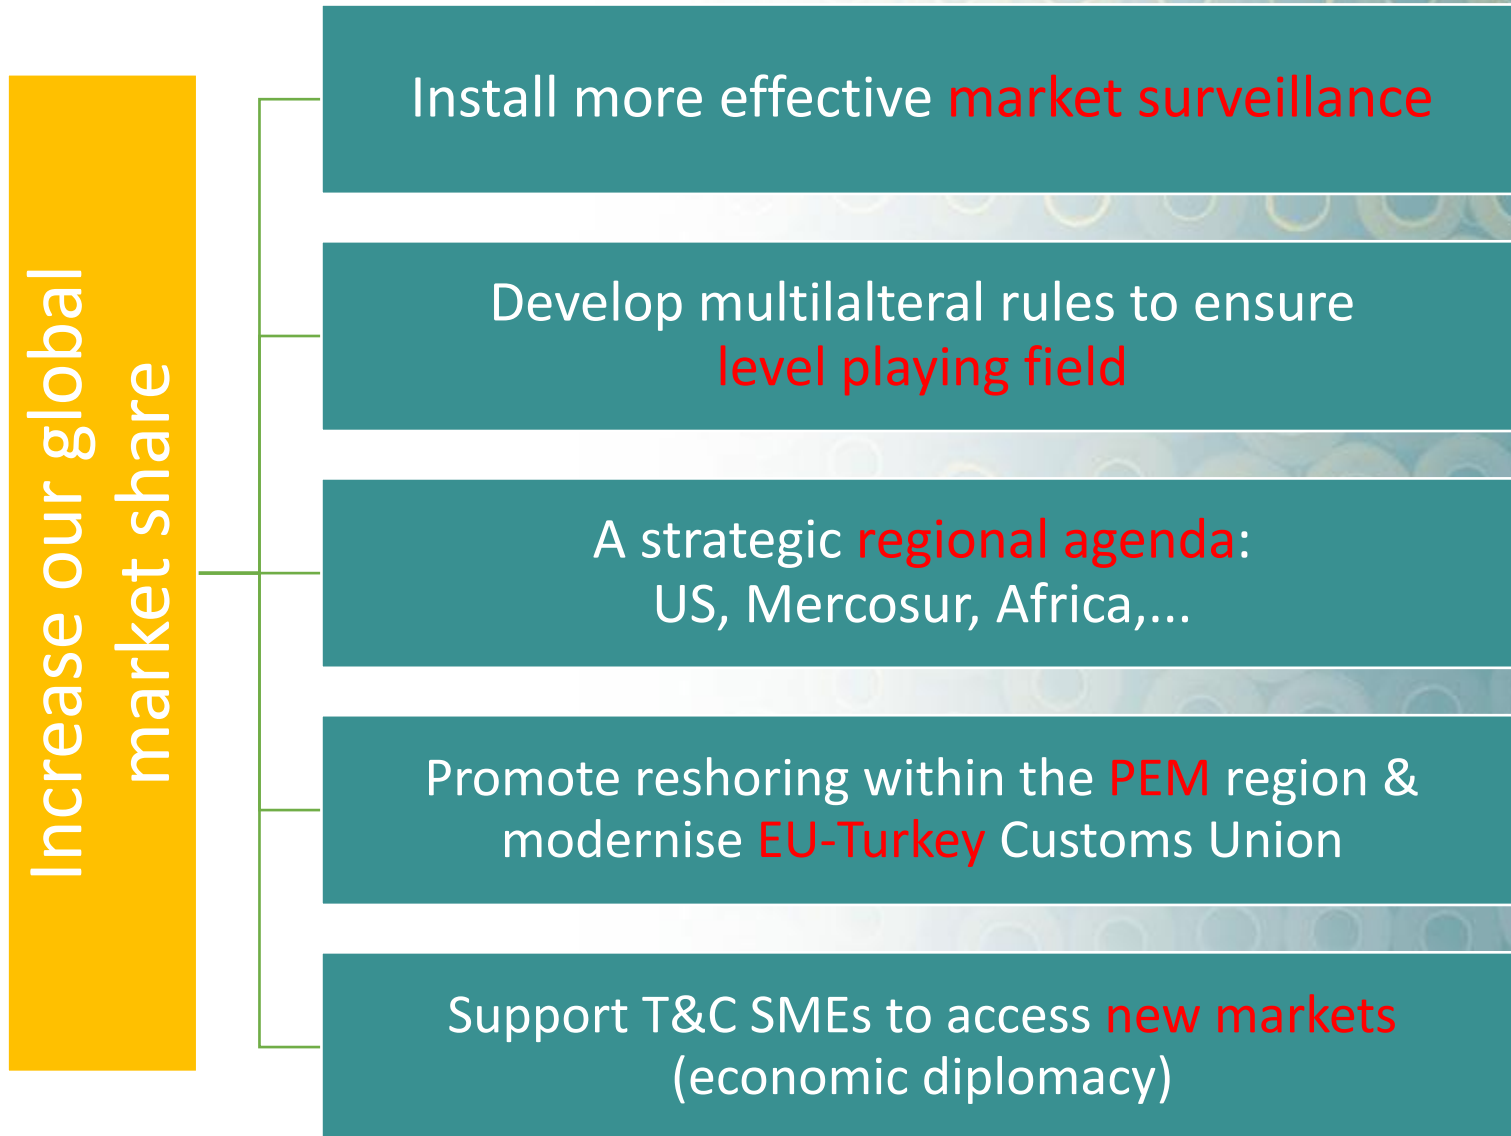 Increase our global
market share
Install more effective market surveillance
Develop multilalteral rules to ensure
level playing field
A strategic regional agenda:
US, Mercosur, Africa,...
Promote reshoring within the PEM region &
modernise EU-Turkey Customs Union
Support T&C SMEs to access new markets
(economic diplomacy)